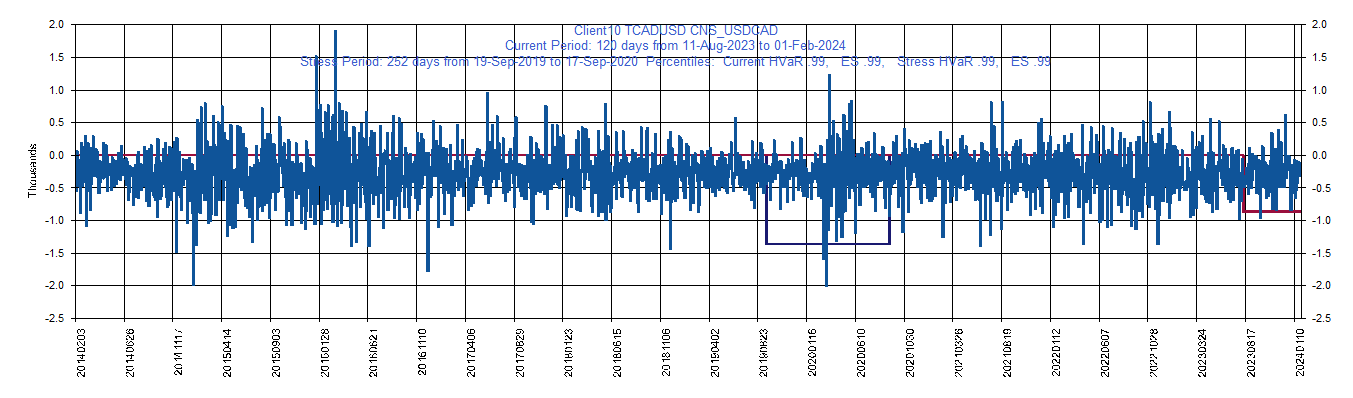 Client10 TCADUSD CNS_USDCAD
Current Period: 120 days from 11-Aug-2023 to 01-Feb-2024
Stress Period: 252 days from 19-Sep-2019 to 17-Sep-2020 Percentiles: Current HVaR .99, ES .99, Stress HVaR .99, ES .99
2.0 2.0
1.5 1.5
1.0 1.0
0.5 0.5
0.0 0.0
-0.5 -0.5
-1.0 -1.0
-1.5 -1.5
-2.0 -2.0
-2.5 -2.5
Thousands
20140203 20140626 20141117 20150414 20150903 20160128 20160621 20161110 20170406 20170829 20180123 20180615 20181106 20190402 20190823 20200116 20200610 20201030 20210326 20210819 20220112 20220607 20221028 20230324 20230817 20240110